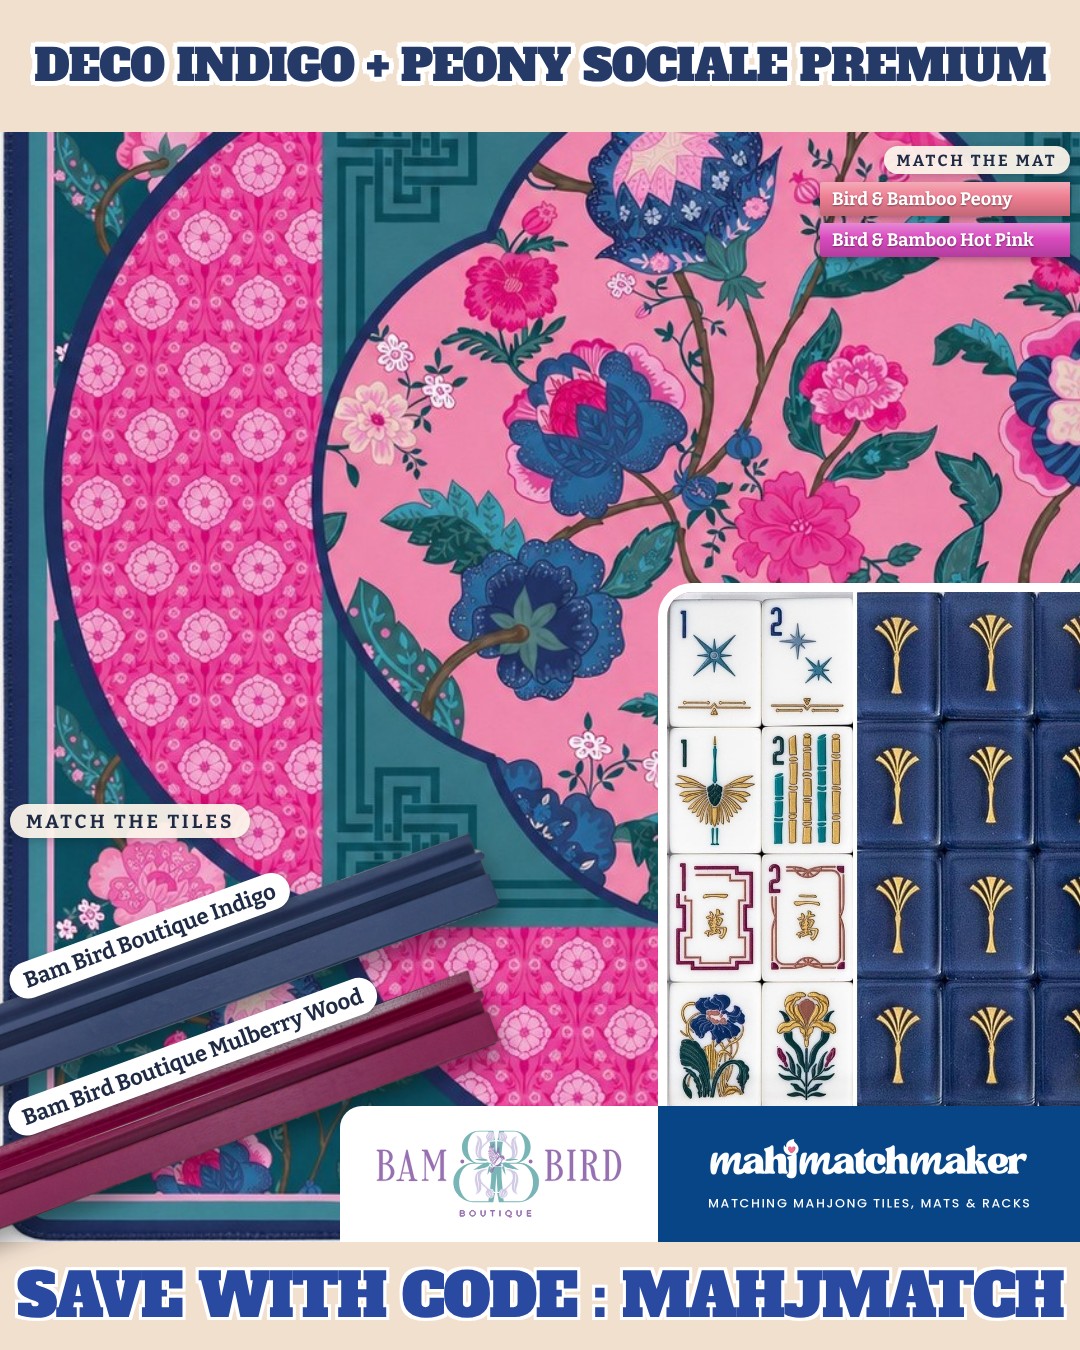 DECO INDIGO + PEONY SOCIALE PREMIUM
MATCH THE MAT
Bird & Bamboo Peony
Bird & Bamboo Hot Pink
1
2
1
2
1
一
萬
2
二
萬
MATCH THE TILES
Bam Bird Boutique Indigo
Bam Bird Boutique Mulberry Wood
BAM BIRD
BOUTIQUE
mahjmatchmaker
MATCHING MAHJONG TILES, MATS & RACKS
SAVE WITH CODE : MAHJMATCH